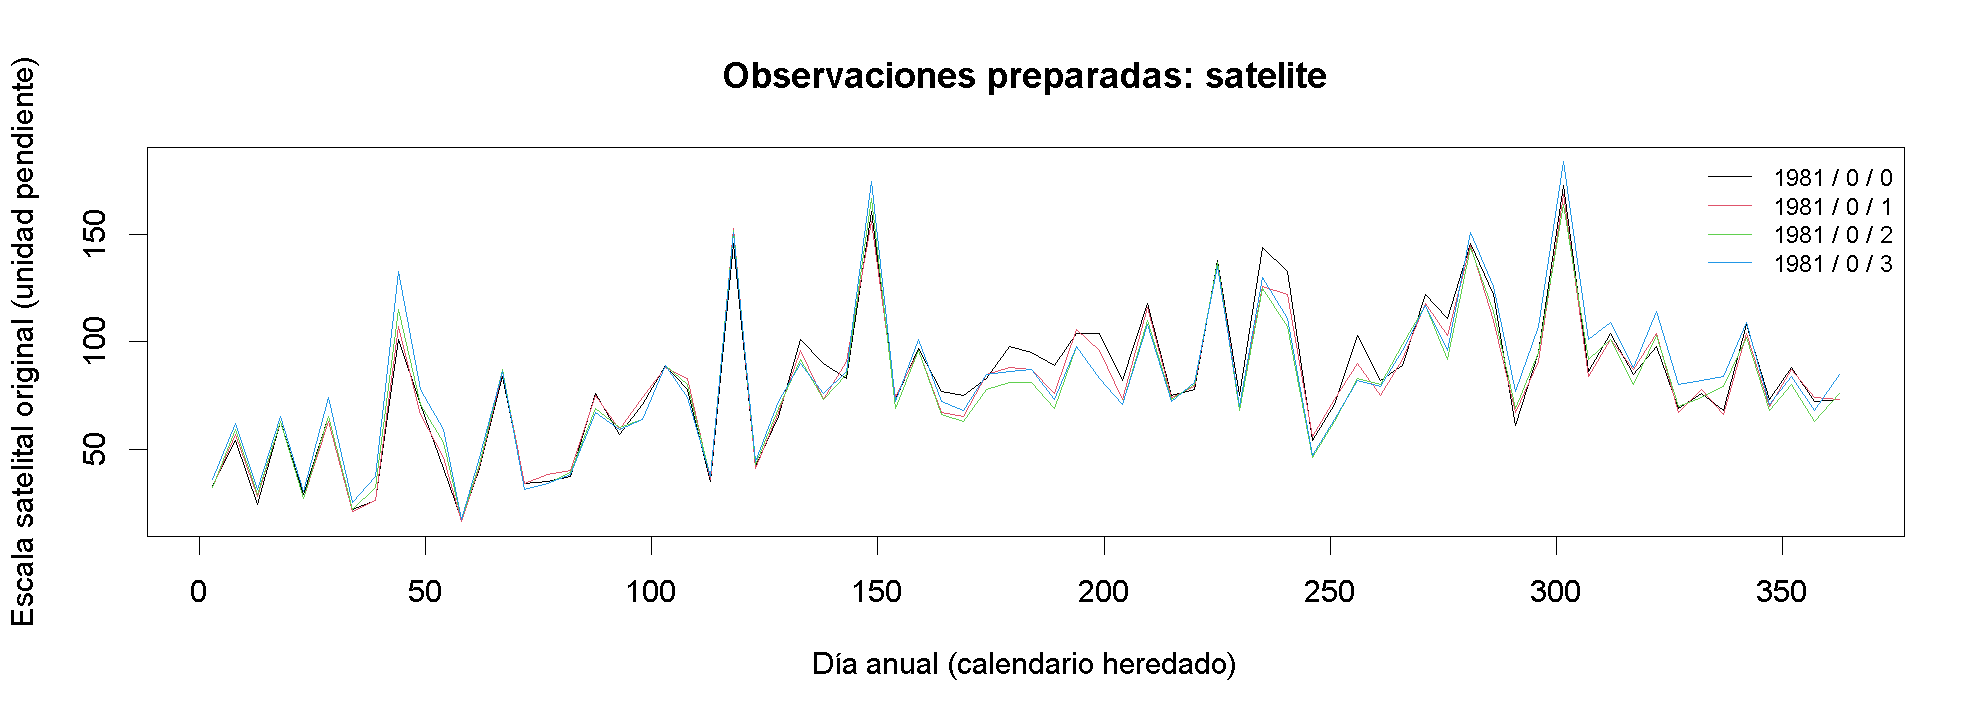 Observaciones preparadas: satelite
Escala satelital original (unidad pendiente)
150
100
50
1981 / 0 / 0
1981 / 0 / 1
1981 / 0 / 2
1981 / 0 / 3
0 50 100 150 200 250 300 350
Día anual (calendario heredado)